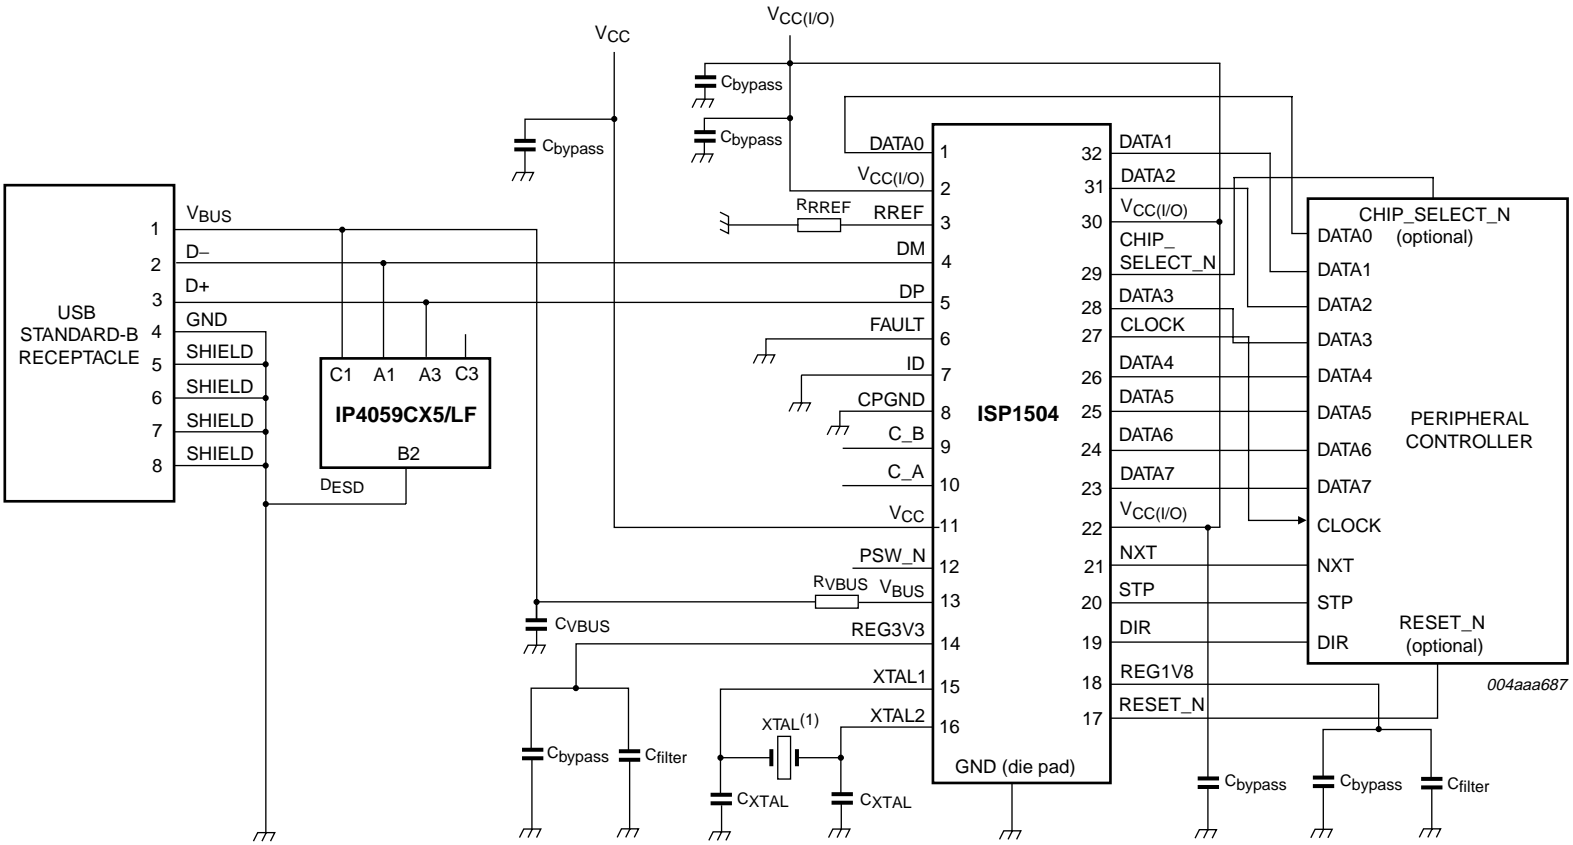 VCC
VCC(I/O)
Cbypass
Cbypass
Cbypass
USB
STANDARD-B
RECEPTACLE
1
2
3
4
5
6
7
8
VBUS
D−
D+
GND
SHIELD
SHIELD
SHIELD
SHIELD
C1 A1 A3 C3
IP4059CX5/LF
B2
DESD
RRREF
DATA0 1
VCC(I/O) 2
RREF 3
DM 4
DP 5
FAULT 6
ID 7
CPGND 8
C_B 9
C_A 10
VCC 11
PSW_N 12
RVBUS
VBUS 13
CVBUS
REG3V3 14
XTAL1 15
XTAL2 16
XTAL(1)
Cbypass
Cfilter
CXTAL
CXTAL
ISP1504
GND (die pad)
32 DATA1
31 DATA2
30 VCC(I/O)
29 CHIP_
SELECT_N
28 DATA3
27 CLOCK
26 DATA4
25 DATA5
24 DATA6
23 DATA7
22 VCC(I/O)
21 NXT
20 STP
19 DIR
18 REG1V8
17 RESET_N
CHIP_SELECT_N
(optional)
DATA0
DATA1
DATA2
DATA3
DATA4
DATA5
DATA6
DATA7
CLOCK
NXT
STP
DIR
PERIPHERAL
CONTROLLER
RESET_N
(optional)
004aaa687
Cbypass
Cbypass
Cfilter